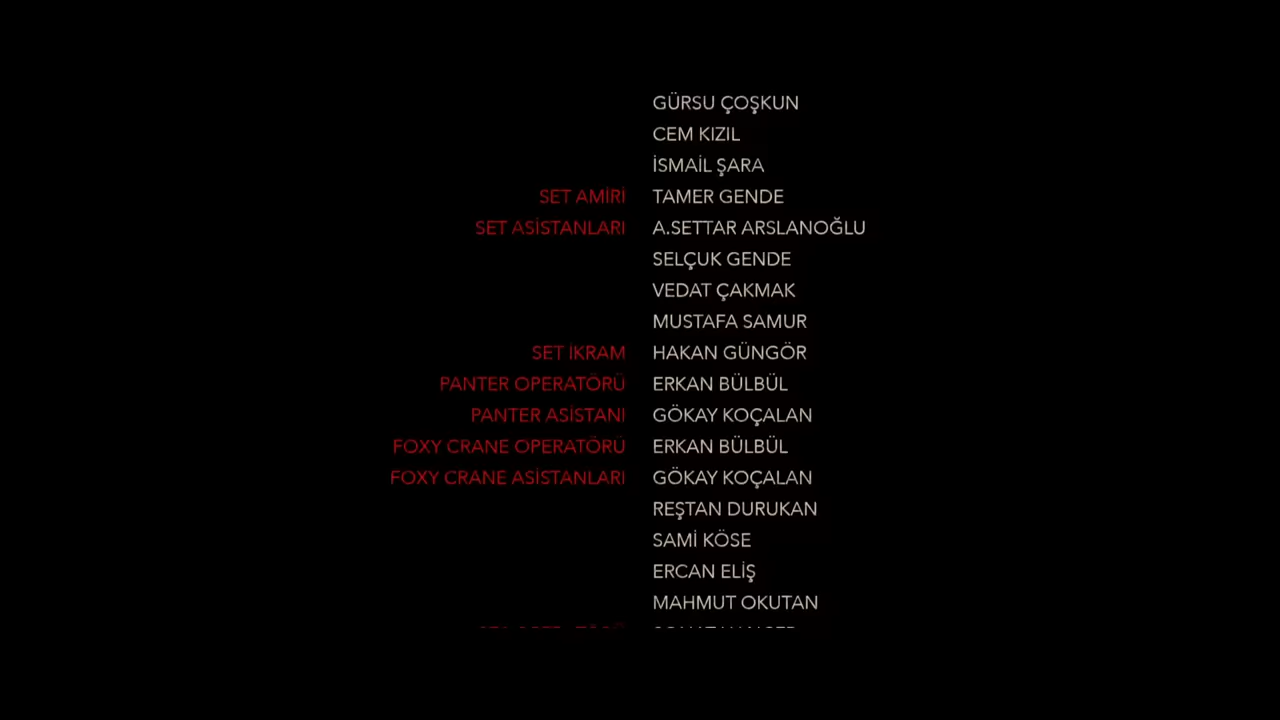 GÜRSU ÇOŞKUN
CEM KIZIL
İSMAİL ŞARA
SET AMİRİ TAMER GENDE
SET ASİSTANLARI A.SETTAR ARSLANOĞLU
SELÇUK GENDE
VEDAT ÇAKMAK
MUSTAFA SAMUR
SET İKRAM HAKAN GÜNGÖR
PANTER OPERATÖRÜ ERKAN BÜLBÜL
PANTER ASİSTANI GÖKAY KOÇALAN
FOXY CRANE OPERATÖRÜ ERKAN BÜLBÜL
FOXY CRANE ASİSTANLARI GÖKAY KOÇALAN
REŞTAN DURUKAN
SAMİ KÖSE
ERCAN ELİŞ
MAHMUT OKUTAN